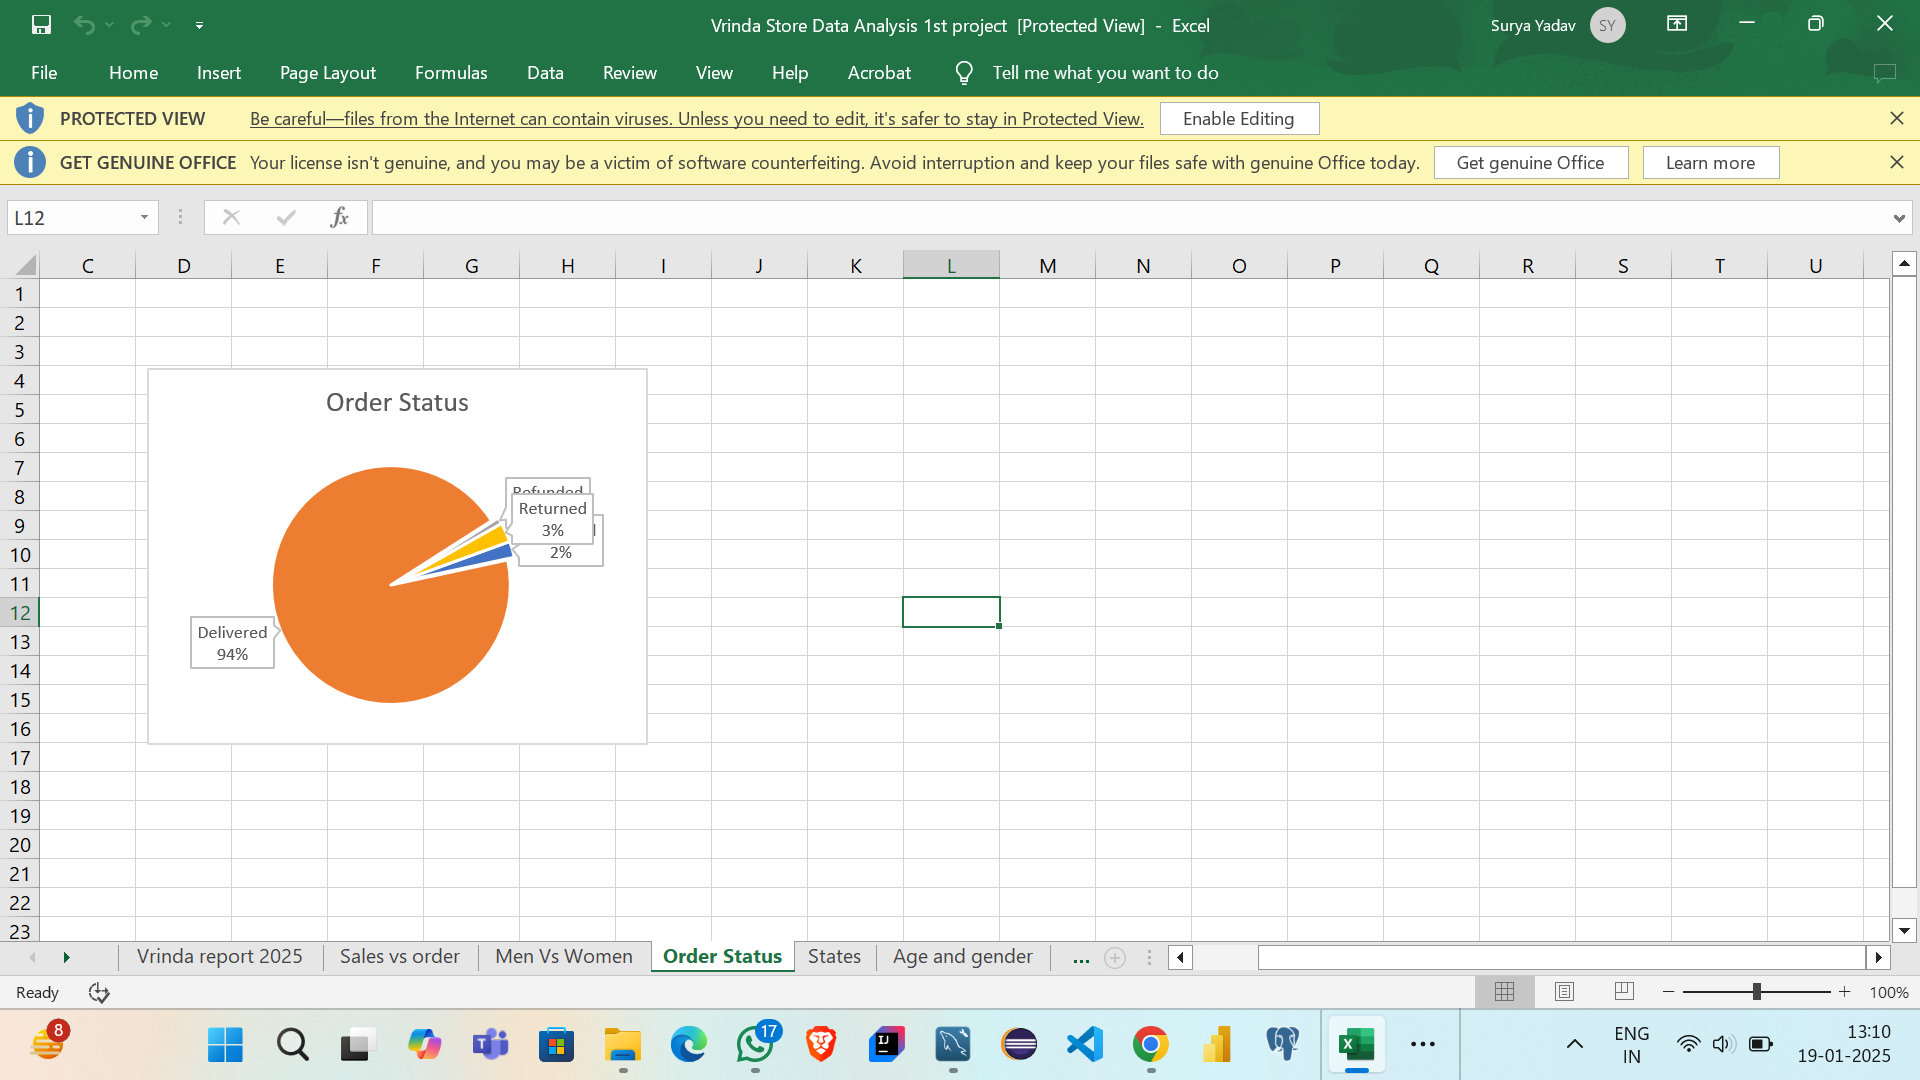 Vrinda Store Data Analysis 1st project [Protected View] - Excel
Surya Yadav
SY
File Home Insert Page Layout Formulas Data Review View Help Acrobat Tell me what you want to do
PROTECTED VIEW Be careful—files from the Internet can contain viruses. Unless you need to edit, it's safer to stay in Protected View. Enable Editing
GET GENUINE OFFICE Your license isn't genuine, and you may be a victim of software counterfeiting. Avoid interruption and keep your files safe with genuine Office today. Get genuine Office Learn more
L12 fx
C D E F G H I J K L M N O P Q R S T U
1
2
3
4
5
6
7
8
9
10
11
12
13
14
15
16
17
18
19
20
21
22
23
Order Status
Refunded
Returned
3%
2%
Delivered
94%
Vrinda report 2025 Sales vs order Men Vs Women Order Status States Age and gender ...
Ready
100%
8
17
ENG
IN
13:10
19-01-2025